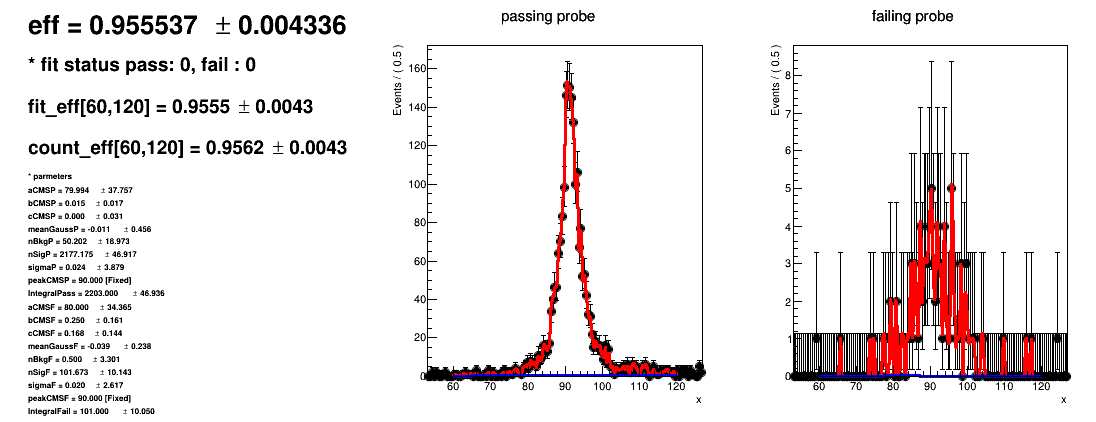 eff = 0.955537 ± 0.004336
* fit status pass: 0, fail : 0
fit_eff[60,120] = 0.9555 ± 0.0043
count_eff[60,120] = 0.9562 ± 0.0043
* parmeters
aCMSP = 79.994 ± 37.757
bCMSP = 0.015 ± 0.017
cCMSP = 0.000 ± 0.031
meanGaussP = -0.011 ± 0.456
nBkgP = 50.202 ± 18.973
nSigP = 2177.175 ± 46.917
sigmaP = 0.024 ± 3.879
peakCMSP = 90.000 [Fixed]
IntegralPass = 2203.000 ± 46.936
aCMSF = 80.000 ± 34.365
bCMSF = 0.250 ± 0.161
cCMSF = 0.168 ± 0.144
meanGaussF = -0.039 ± 0.238
nBkgF = 0.500 ± 3.301
nSigF = 101.673 ± 10.143
sigmaF = 0.020 ± 2.617
peakCMSF = 90.000 [Fixed]
IntegralFail = 101.000 ± 10.050
passing probe
Events / ( 0.5 )
160
140
120
100
80
60
40
20
0
60 70 80 90 100 110 120
x
failing probe
Events / ( 0.5 )
8
7
6
5
4
3
2
1
0
60 70 80 90 100 110 120
x